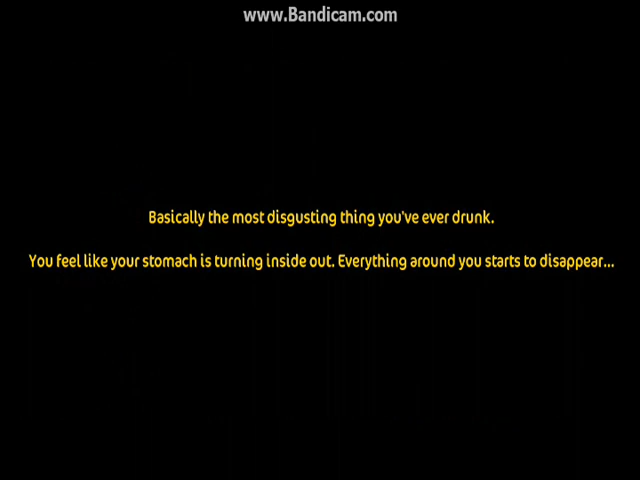 www.Bandicam.com
Basically the most disgusting thing you've ever drunk.
You feel like your stomach is turning inside out. Everything around you starts to disappear...